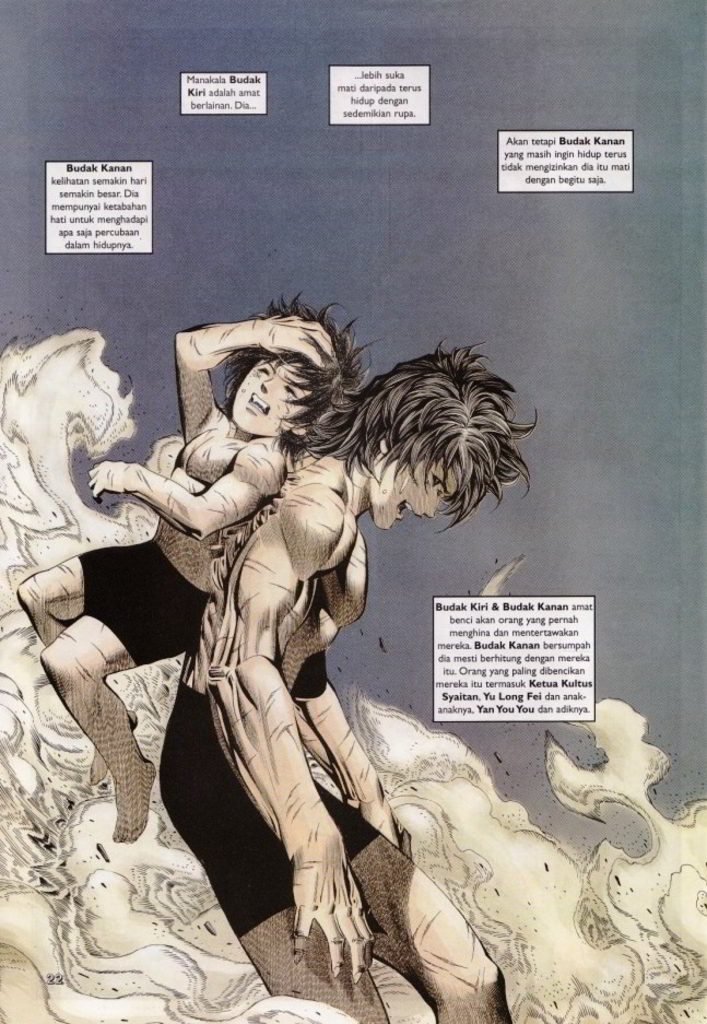 Budak Kanan
kelihatan semakin hari
semakin besar. Dia
mempunyai ketabahan
hati untuk menghadapi
apa saja percubaan
dalam hidupnya.
Manakala Budak
Kiri adalah amat
berlainan. Dia...
...lebih suka
mati daripada terus
hidup dengan
sedemikian rupa.
Akan tetapi Budak Kanan
yang masih ingin hidup terus
tidak mengizinkan dia itu mati
dengan begitu saja.
Budak Kiri & Budak Kanan amat
benci akan orang yang pernah
menghina dan mentertawakan
mereka. Budak Kanan bersumpah
dia mesti berhitung dengan mereka
itu. Orang yang paling dibencikan
mereka itu termasuk Ketua Kultus
Syaitan, Yu Long Fei dan anak-
anaknya, Yan You You dan adiknya.
22